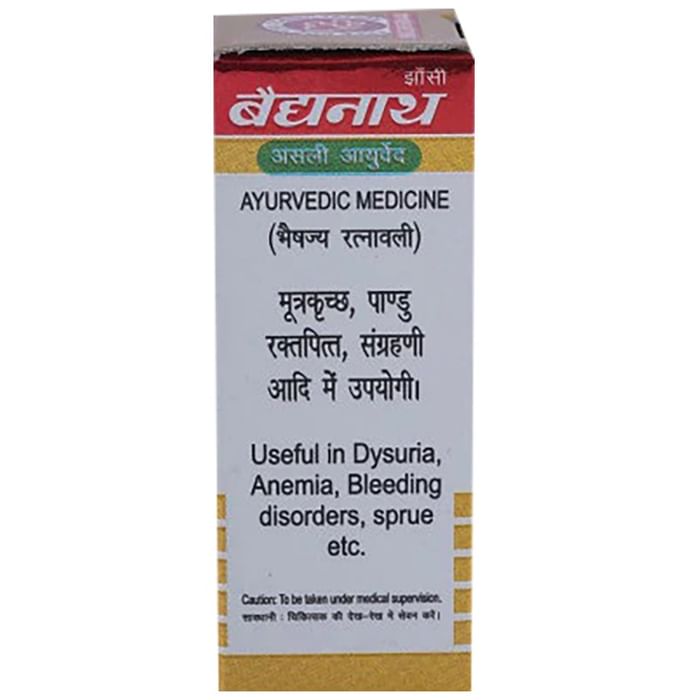 झाँसी
बैद्यनाथ
असली आयुर्वेद
AYURVEDIC MEDICINE
(भैषज्य रत्नावली)
मूत्रकृच्छ, पाण्डु
रक्तपित्त, संग्रहणी
आदि में उपयोगी।
Useful in Dysuria,
Anemia, Bleeding
disorders, sprue
etc.
Caution: To be taken under medical supervision.
सावधानी : चिकित्सक की देख-रेख में सेवन करें।